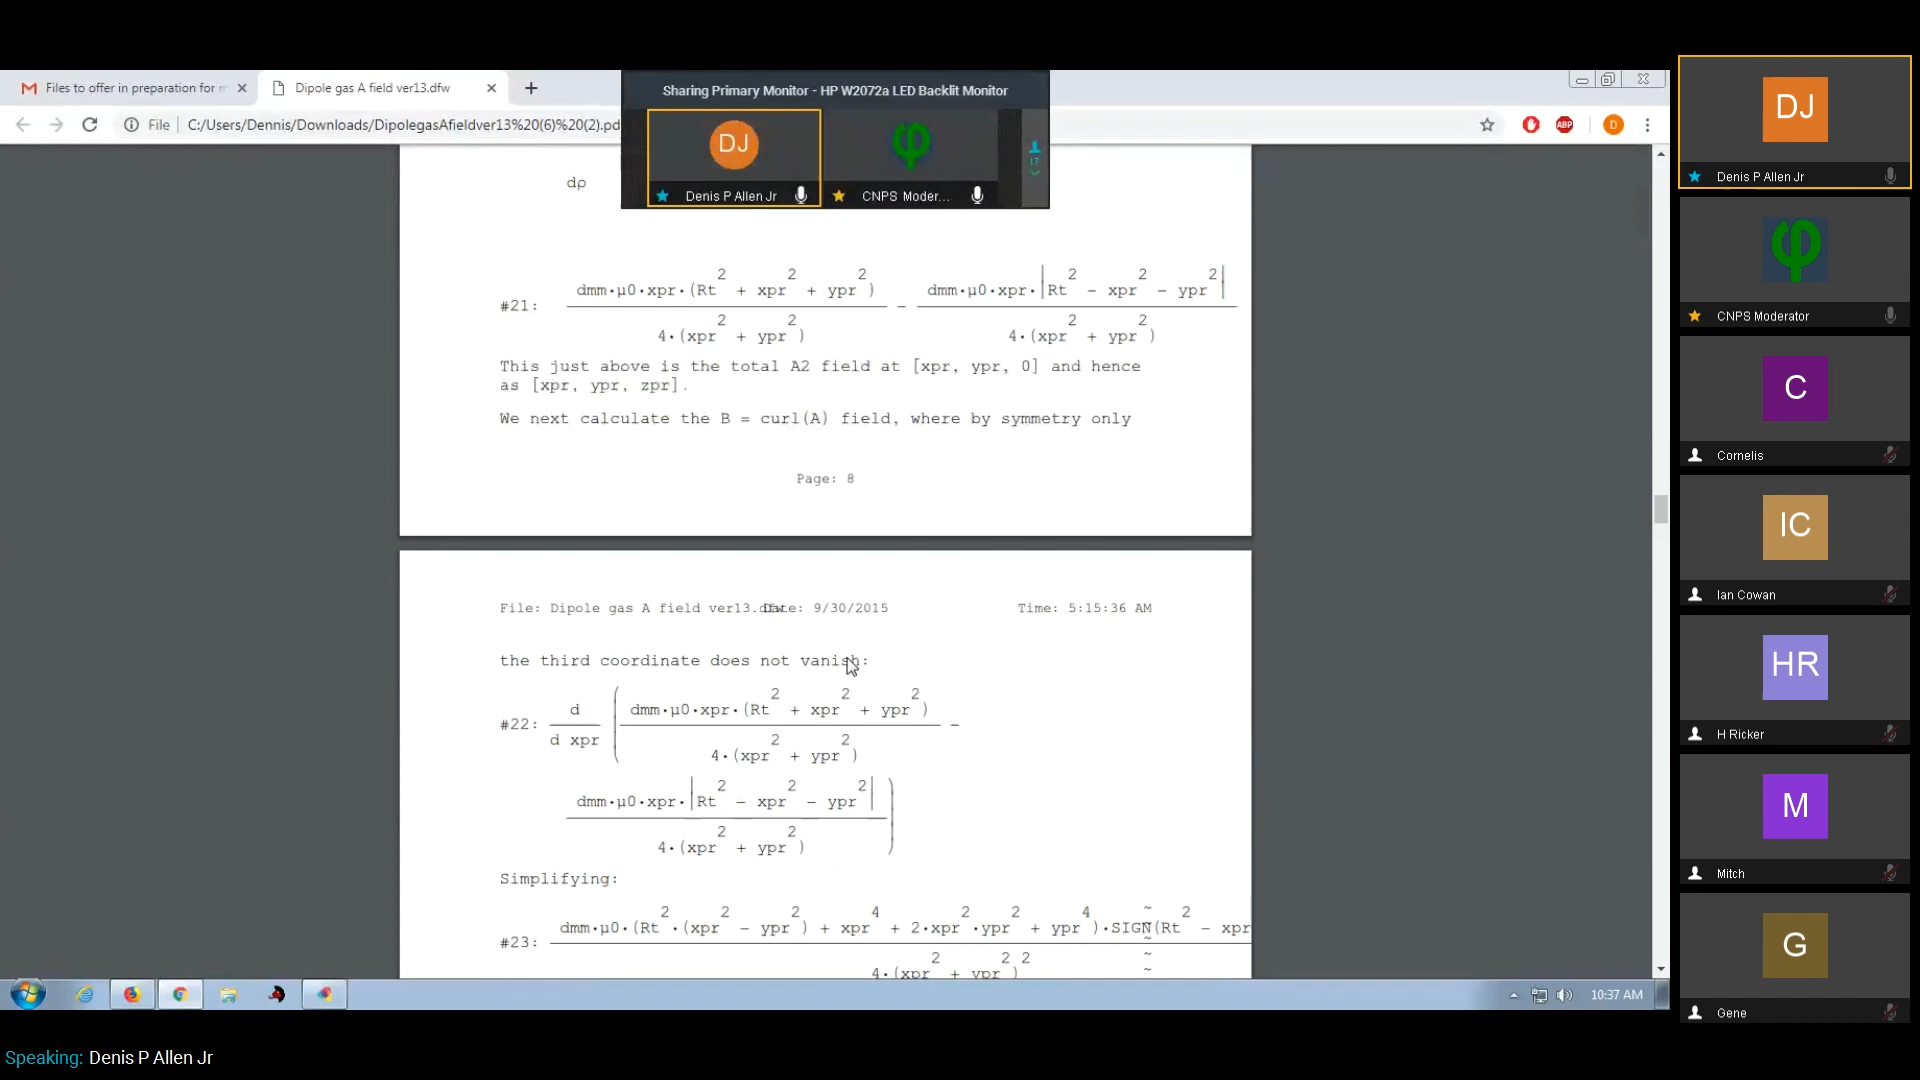 Files to offer in preparation for m
Dipole gas A field ver13.dfw
File C:/Users/Dennis/Downloads/DipolegasAfieldver13%20(6)%20(2).pd
Sharing Primary Monitor - HP W2072a LED Backlit Monitor
DJ
Denis P Allen Jr
CNPS Moder...
17
ABP
D
dρ
#21: dmm·μ0·xpr·(Rt² + xpr² + ypr²) / 4·(xpr² + ypr²) − dmm·μ0·xpr·|Rt² − xpr² − ypr²| / 4·(xpr² + ypr²)
This just above is the total A2 field at [xpr, ypr, 0] and hence
as [xpr, ypr, zpr].
We next calculate the B = curl(A) field, where by symmetry only
Page: 8
File: Dipole gas A field ver13.dfw Date: 9/30/2015 Time: 5:15:36 AM
the third coordinate does not vanish:
#22: d / d xpr (dmm·μ0·xpr·(Rt² + xpr² + ypr²) / 4·(xpr² + ypr²) −
dmm·μ0·xpr·|Rt² − xpr² − ypr²| / 4·(xpr² + ypr²))
Simplifying:
#23: dmm·μ0·(Rt²·(xpr² − ypr²) + xpr⁴ + 2·xpr²·ypr² + ypr⁴)·SIGN(Rt² − xpr
4·(xpr² + ypr²)²
10:37 AM
DJ
Denis P Allen Jr
CNPS Moderator
C
Cornelis
IC
Ian Cowan
HR
H Ricker
M
Mitch
G
Gene
Speaking: Denis P Allen Jr